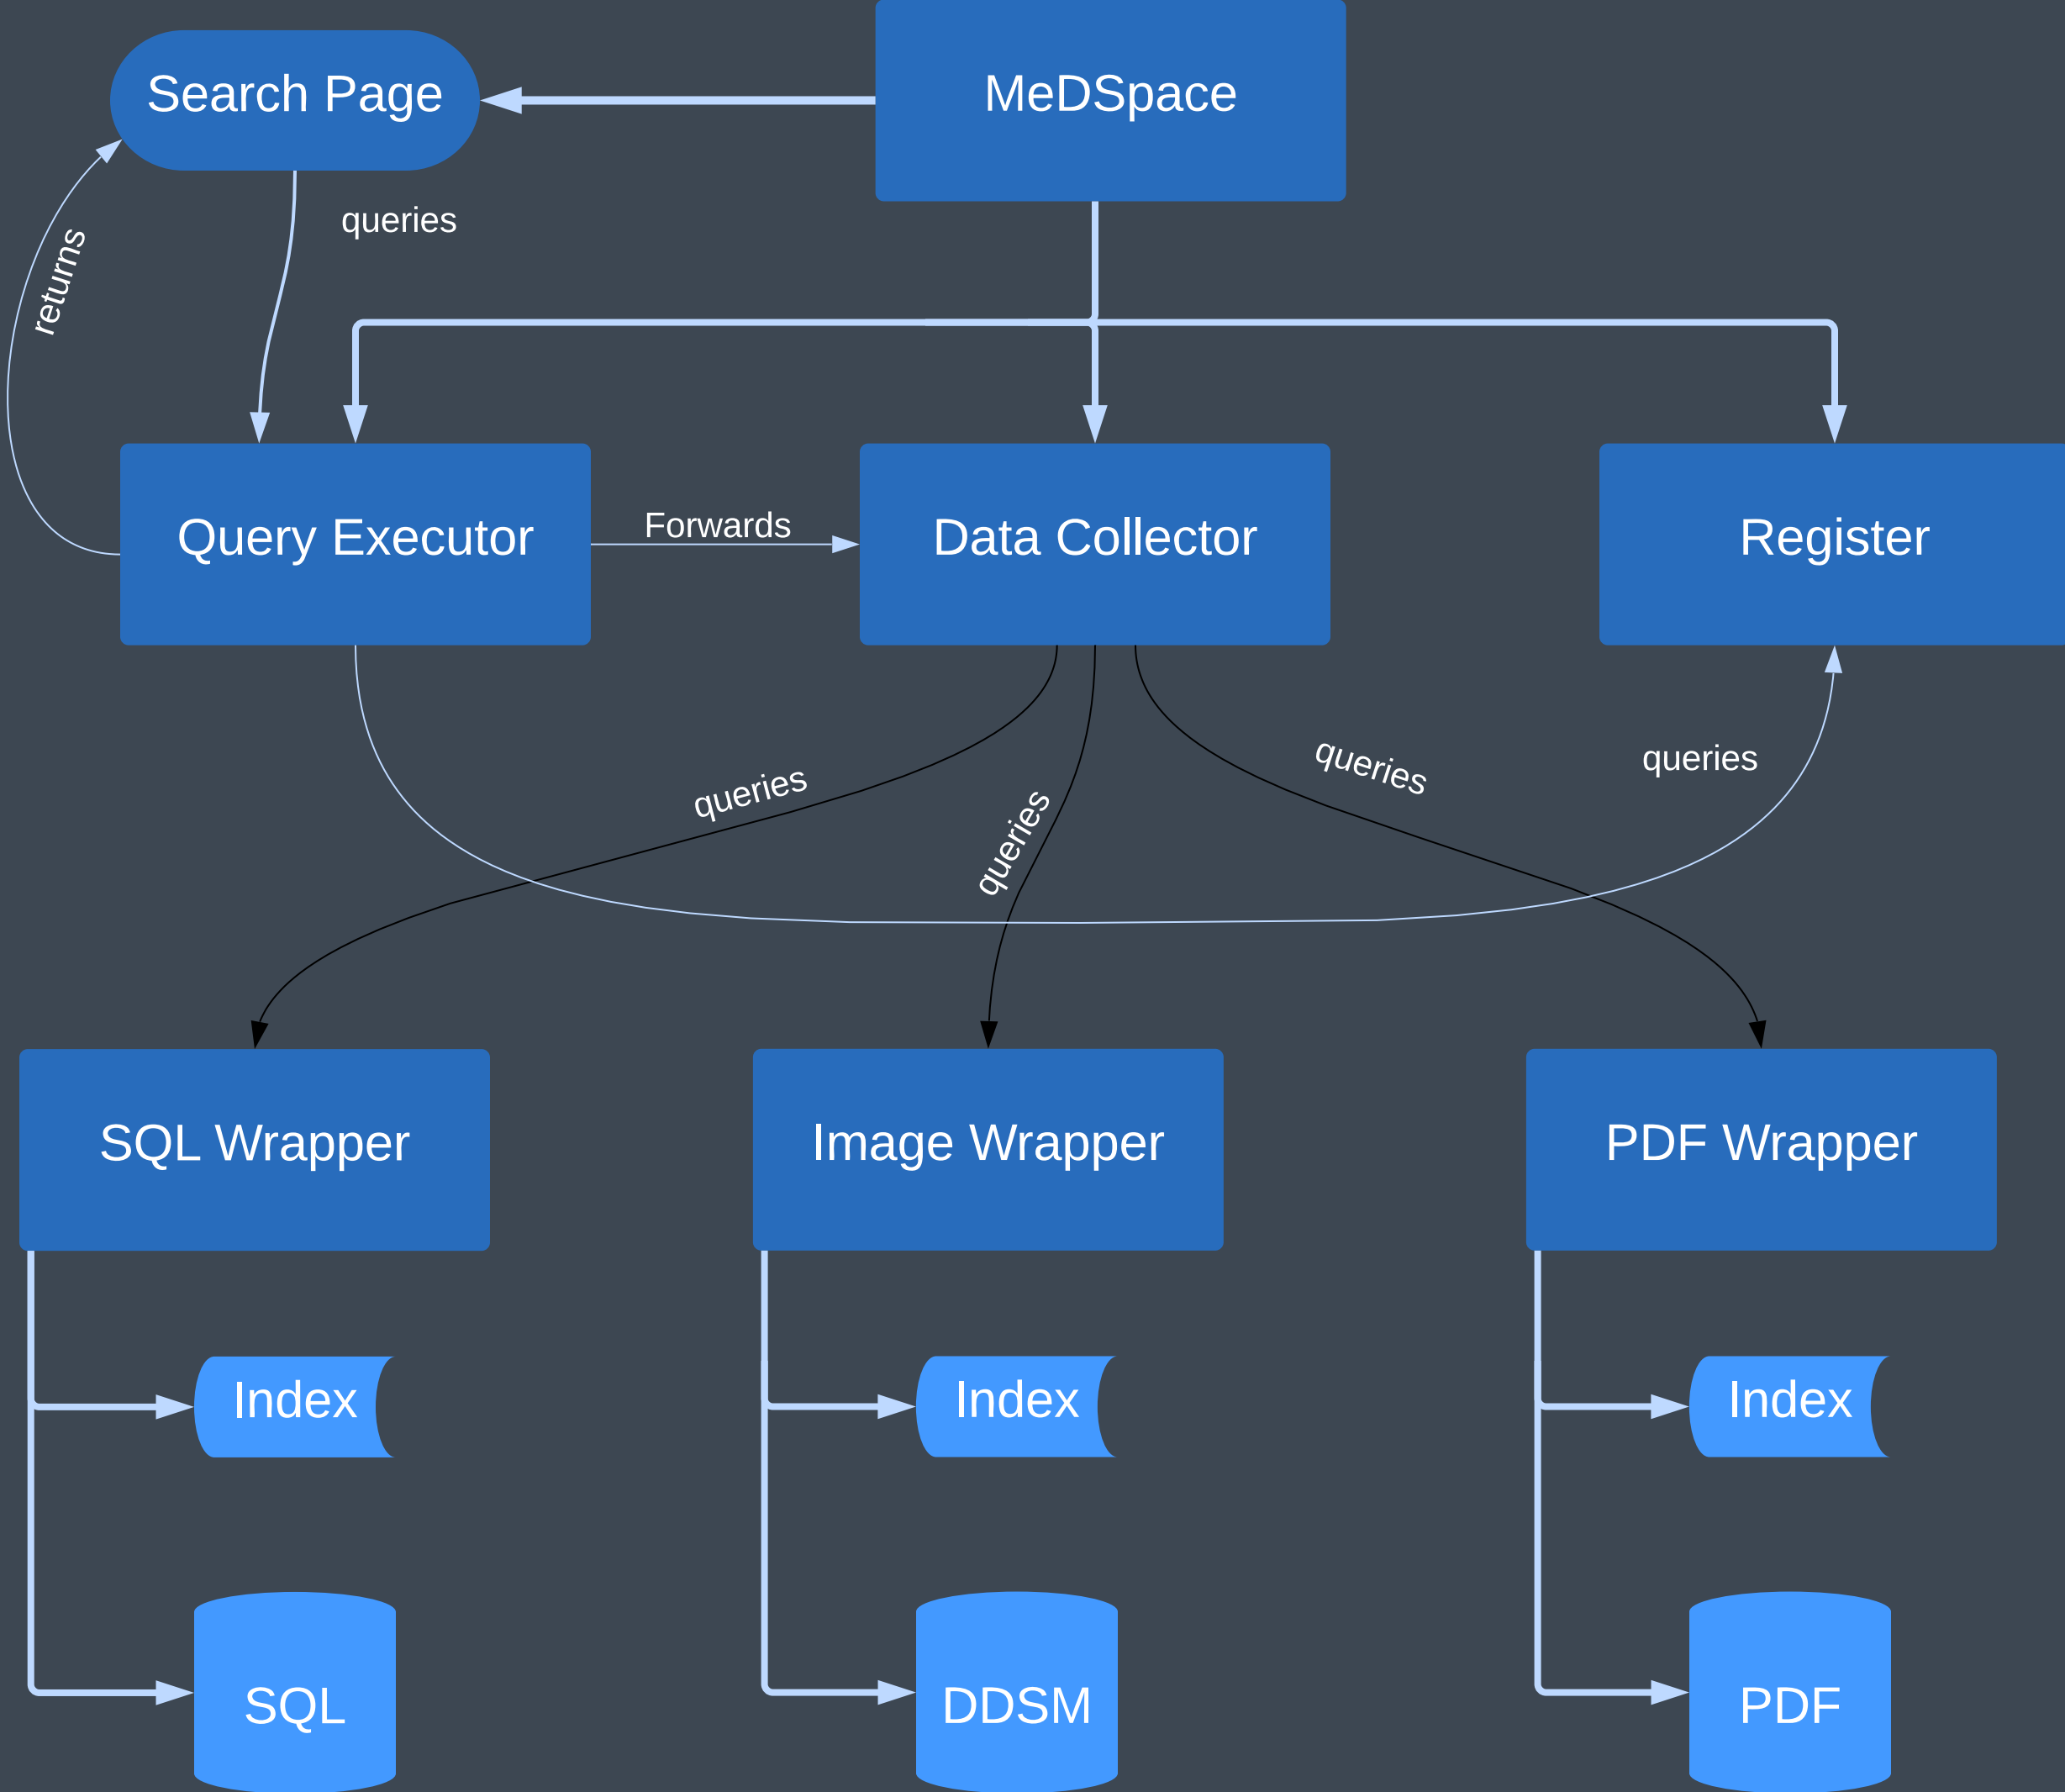 Search Page
MeDSpace
queries
returns
Query Executor
Forwards
Data Collector
Register
queries
queries
queries
queries
SQL Wrapper
Image Wrapper
PDF Wrapper
Index
Index
Index
SQL
DDSM
PDF